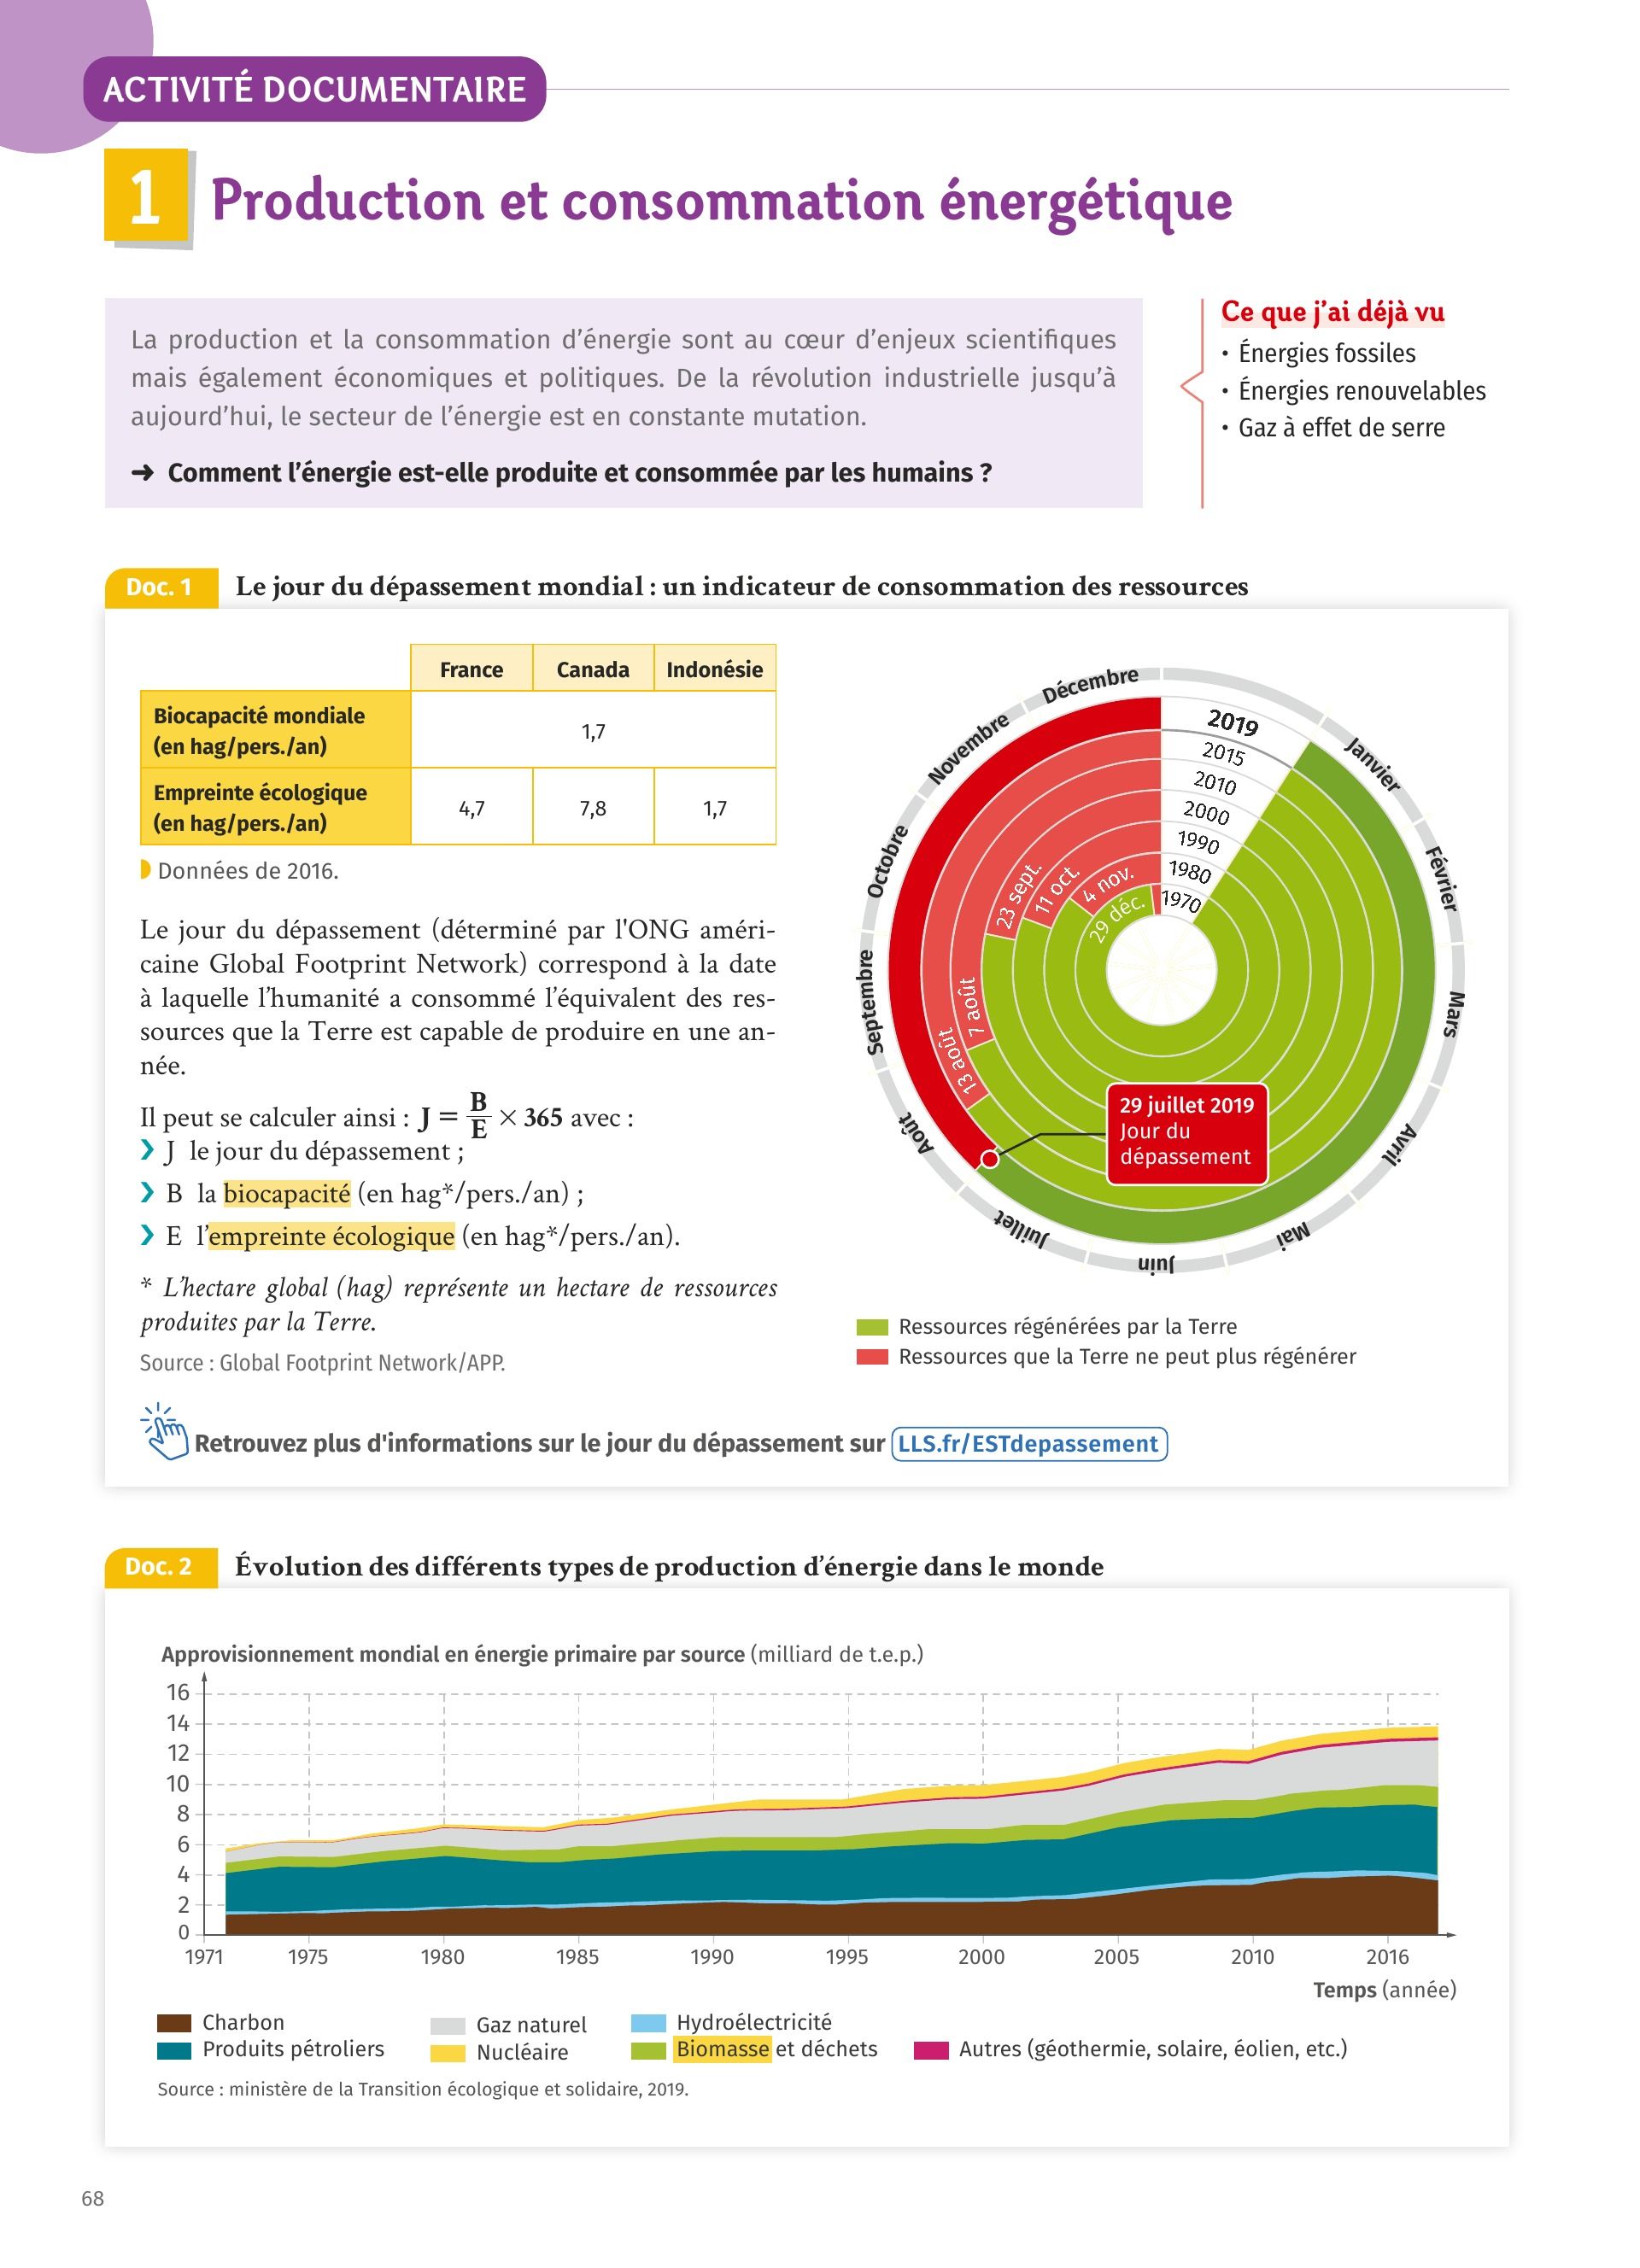 ACTIVITÉ DOCUMENTAIRE
1 Production et consommation énergétique
La production et la consommation d'énergie sont au cœur d'enjeux scientifiques
mais également économiques et politiques. De la révolution industrielle jusqu'à
aujourd'hui, le secteur de l'énergie est en constante mutation.
➜ Comment l'énergie est-elle produite et consommée par les humains ?
Ce que j'ai déjà vu
• Énergies fossiles
• Énergies renouvelables
• Gaz à effet de serre
Doc. 1 Le jour du dépassement mondial : un indicateur de consommation des ressources
France Canada Indonésie
Biocapacité mondiale
(en hag/pers./an)
1,7
Empreinte écologique
(en hag/pers./an)
4,7 7,8 1,7
Données de 2016.
Le jour du dépassement (déterminé par l'ONG améri-
caine Global Footprint Network) correspond à la date
à laquelle l'humanité a consommé l'équivalent des res-
sources que la Terre est capable de produire en une an-
née.
Il peut se calculer ainsi : J = B/E × 365 avec :
❯ J le jour du dépassement ;
❯ B la biocapacité (en hag*/pers./an) ;
❯ E l'empreinte écologique (en hag*/pers./an).
* L'hectare global (hag) représente un hectare de ressources
produites par la Terre.
Source : Global Footprint Network/APP.
Janvier
Février
Mars
Avril
Mai
Juin
Juillet
Août
Septembre
Octobre
Novembre
Décembre
2019
2015
2010
2000
1990
1980
1970
29 déc.
4 nov.
11 oct.
23 sept.
7 août
13 août
29 juillet 2019
Jour du
dépassement
Ressources régénérées par la Terre
Ressources que la Terre ne peut plus régénérer
Retrouvez plus d'informations sur le jour du dépassement sur LLS.fr/ESTdepassement
Doc. 2 Évolution des différents types de production d'énergie dans le monde
Approvisionnement mondial en énergie primaire par source (milliard de t.e.p.)
16
14
12
10
8
6
4
2
0
1971 1975 1980 1985 1990 1995 2000 2005 2010 2016
Temps (année)
Charbon Gaz naturel Hydroélectricité
Produits pétroliers Nucléaire Biomasse et déchets Autres (géothermie, solaire, éolien, etc.)
Source : ministère de la Transition écologique et solidaire, 2019.
68